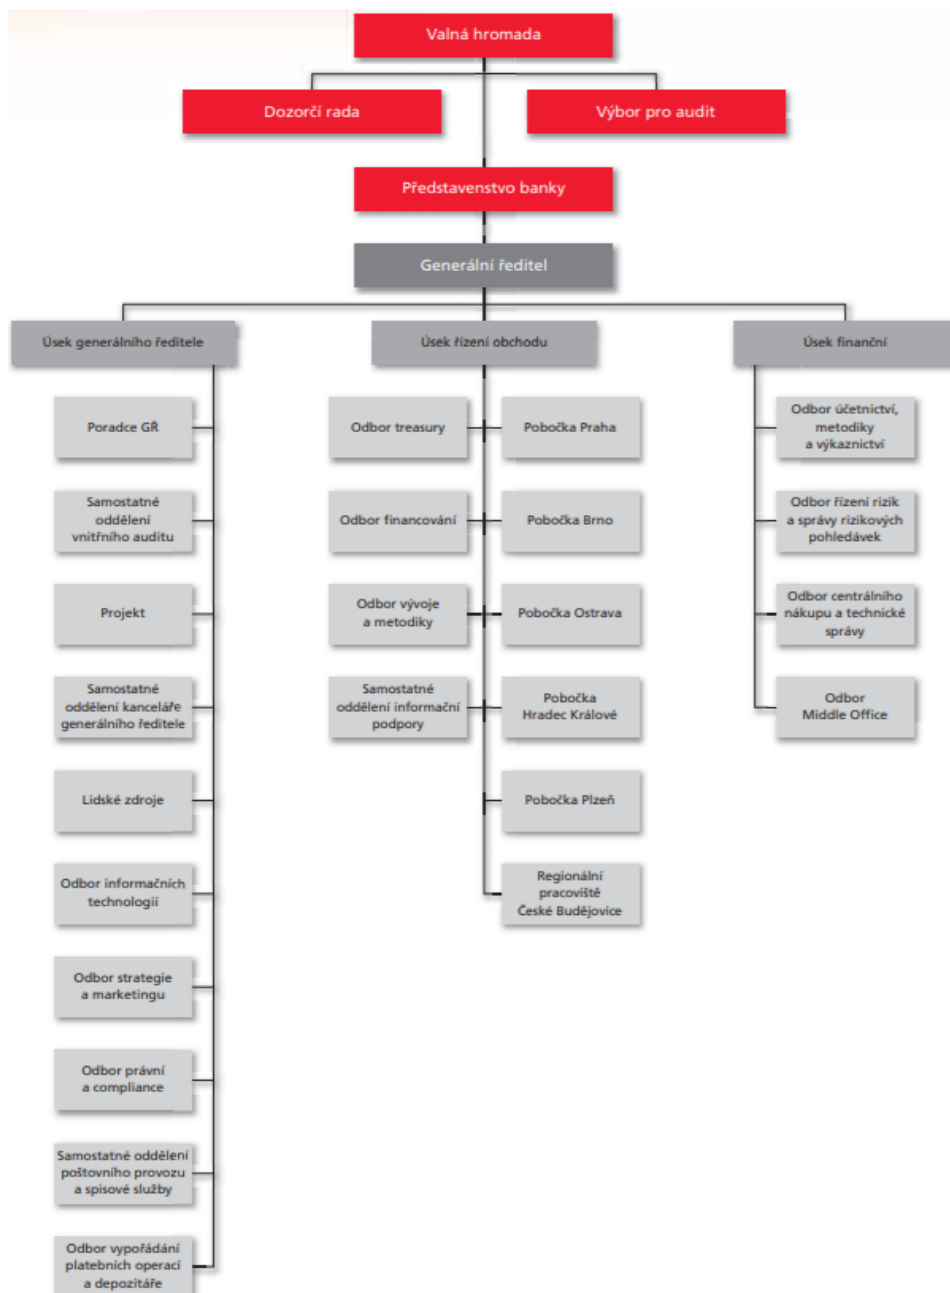 Valná hromada
Dozorčí rada
Výbor pro audit
Představenstvo banky
Generální ředitel
Úsek generálního ředitele
Úsek řízení obchodu
Úsek finanční
Poradce GŘ
Samostatné
oddělení
vnitřního auditu
Projekt
Samostatné
oddělení kanceláře
generálního ředitele
Lidské zdroje
Odbor informačních
technologií
Odbor strategie
a marketingu
Odbor právní
a compliance
Samostatné oddělení
poštovního provozu
a spisové služby
Odbor vypořádání
platebních operací
a depozitáře
Odbor treasury
Odbor financování
Odbor vývoje
a metodiky
Samostatné
oddělení informační
podpory
Pobočka Praha
Pobočka Brno
Pobočka Ostrava
Pobočka
Hradec Králové
Pobočka Plzeň
Regionální
pracoviště
České Budějovice
Odbor účetnictví,
metodiky
a výkaznictví
Odbor řízení rizik
a správy rizikových
pohledávek
Odbor centrálního
nákupu a technické
správy
Odbor
Middle Office